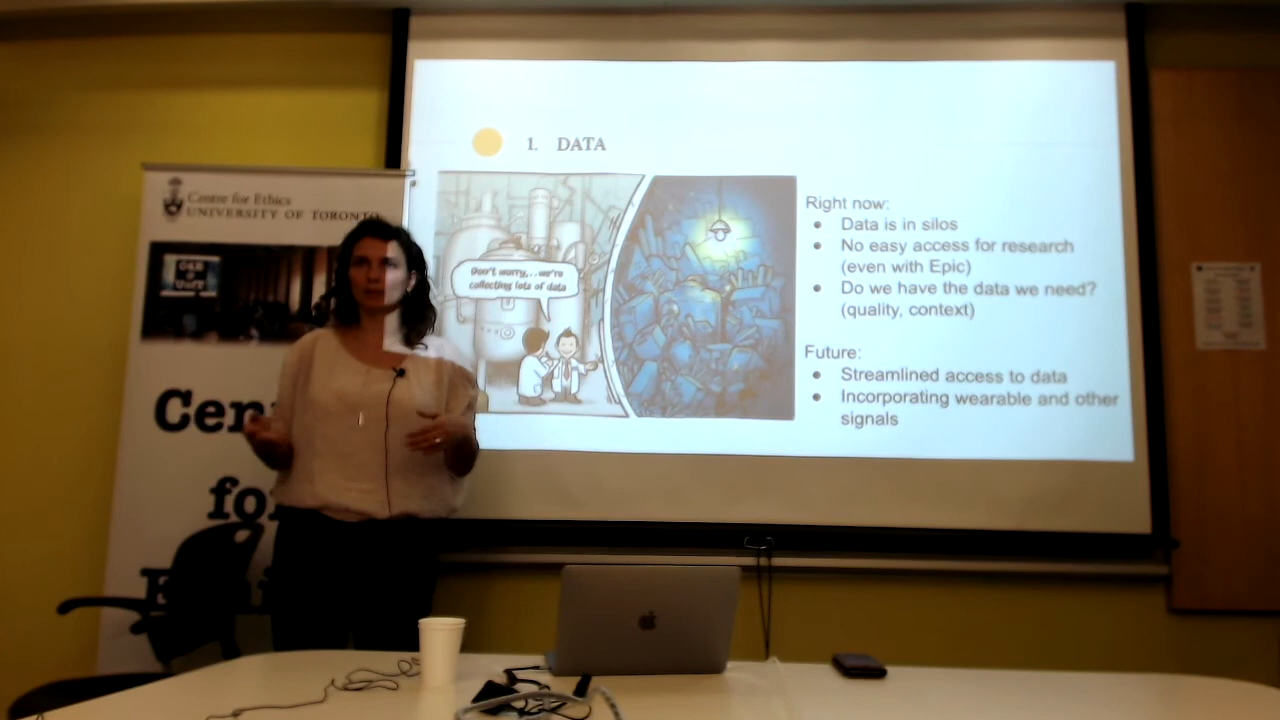 Centre for Ethics
UNIVERSITY OF TORONTO
Cen
for
1. DATA
Don't worry...we're
collecting lots of data
Right now:
● Data is in silos
● No easy access for research
(even with Epic)
● Do we have the data we need?
(quality, context)
Future:
● Streamlined access to data
● Incorporating wearable and other
signals